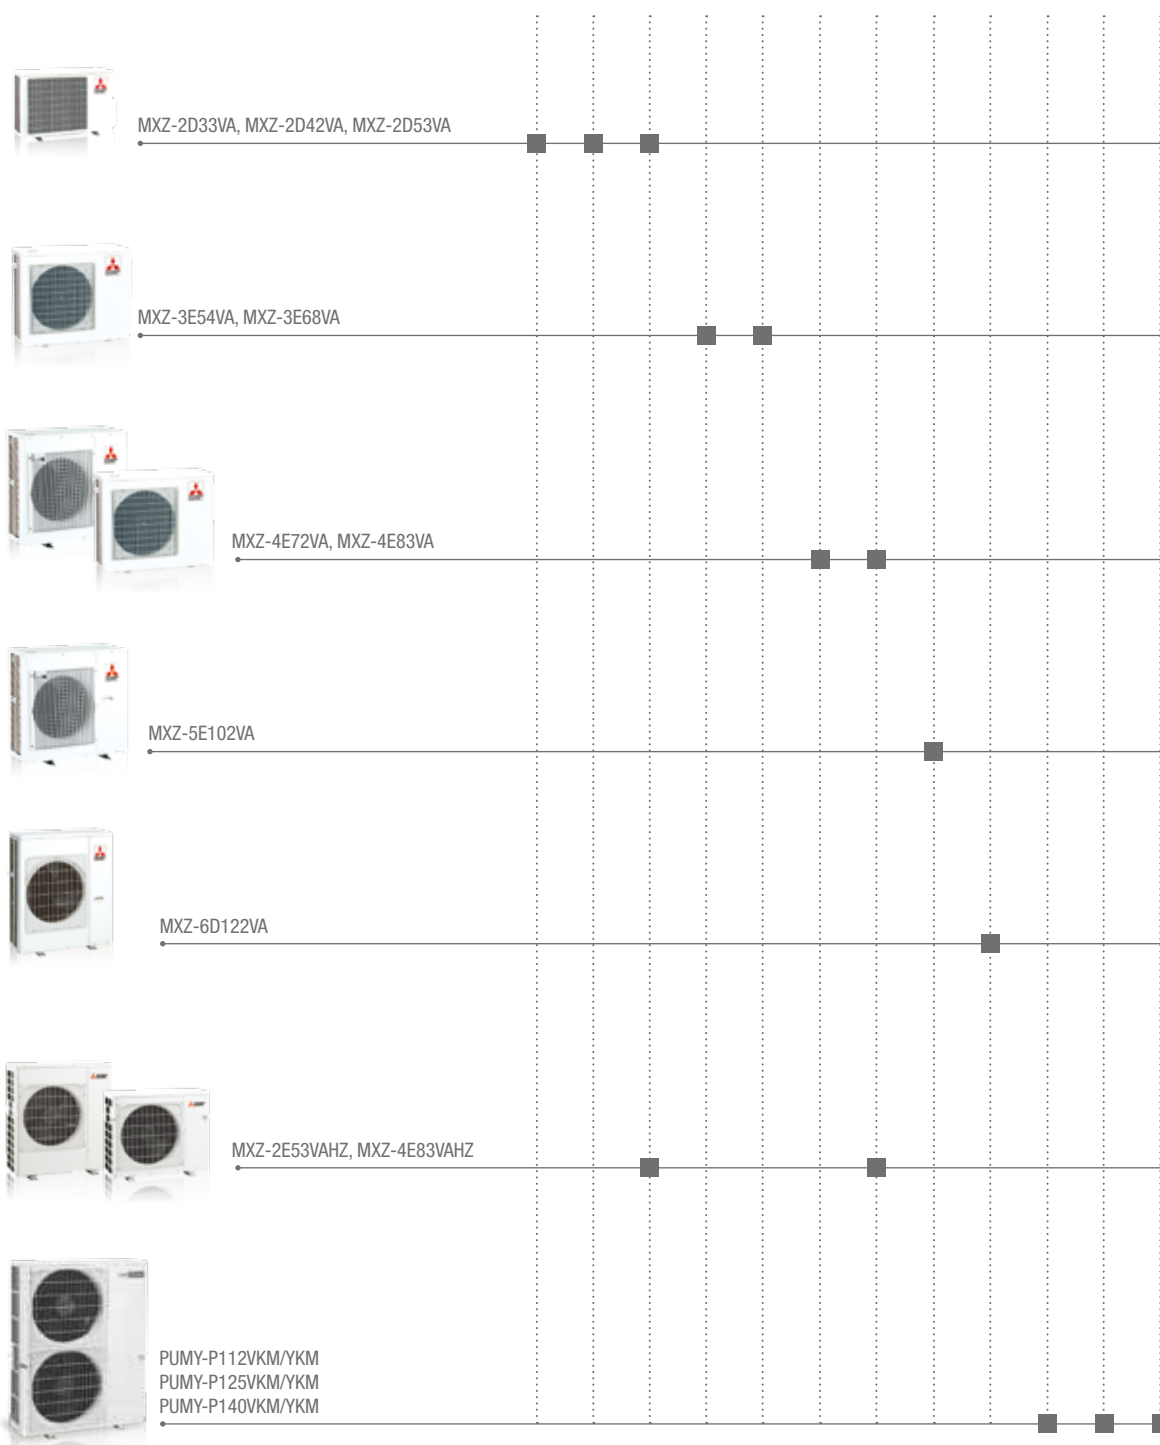 MXZ-2D33VA, MXZ-2D42VA, MXZ-2D53VA
MXZ-3E54VA, MXZ-3E68VA
MXZ-4E72VA, MXZ-4E83VA
MXZ-5E102VA
MXZ-6D122VA
MXZ-2E53VAHZ, MXZ-4E83VAHZ
PUMY-P112VKM/YKM
PUMY-P125VKM/YKM
PUMY-P140VKM/YKM